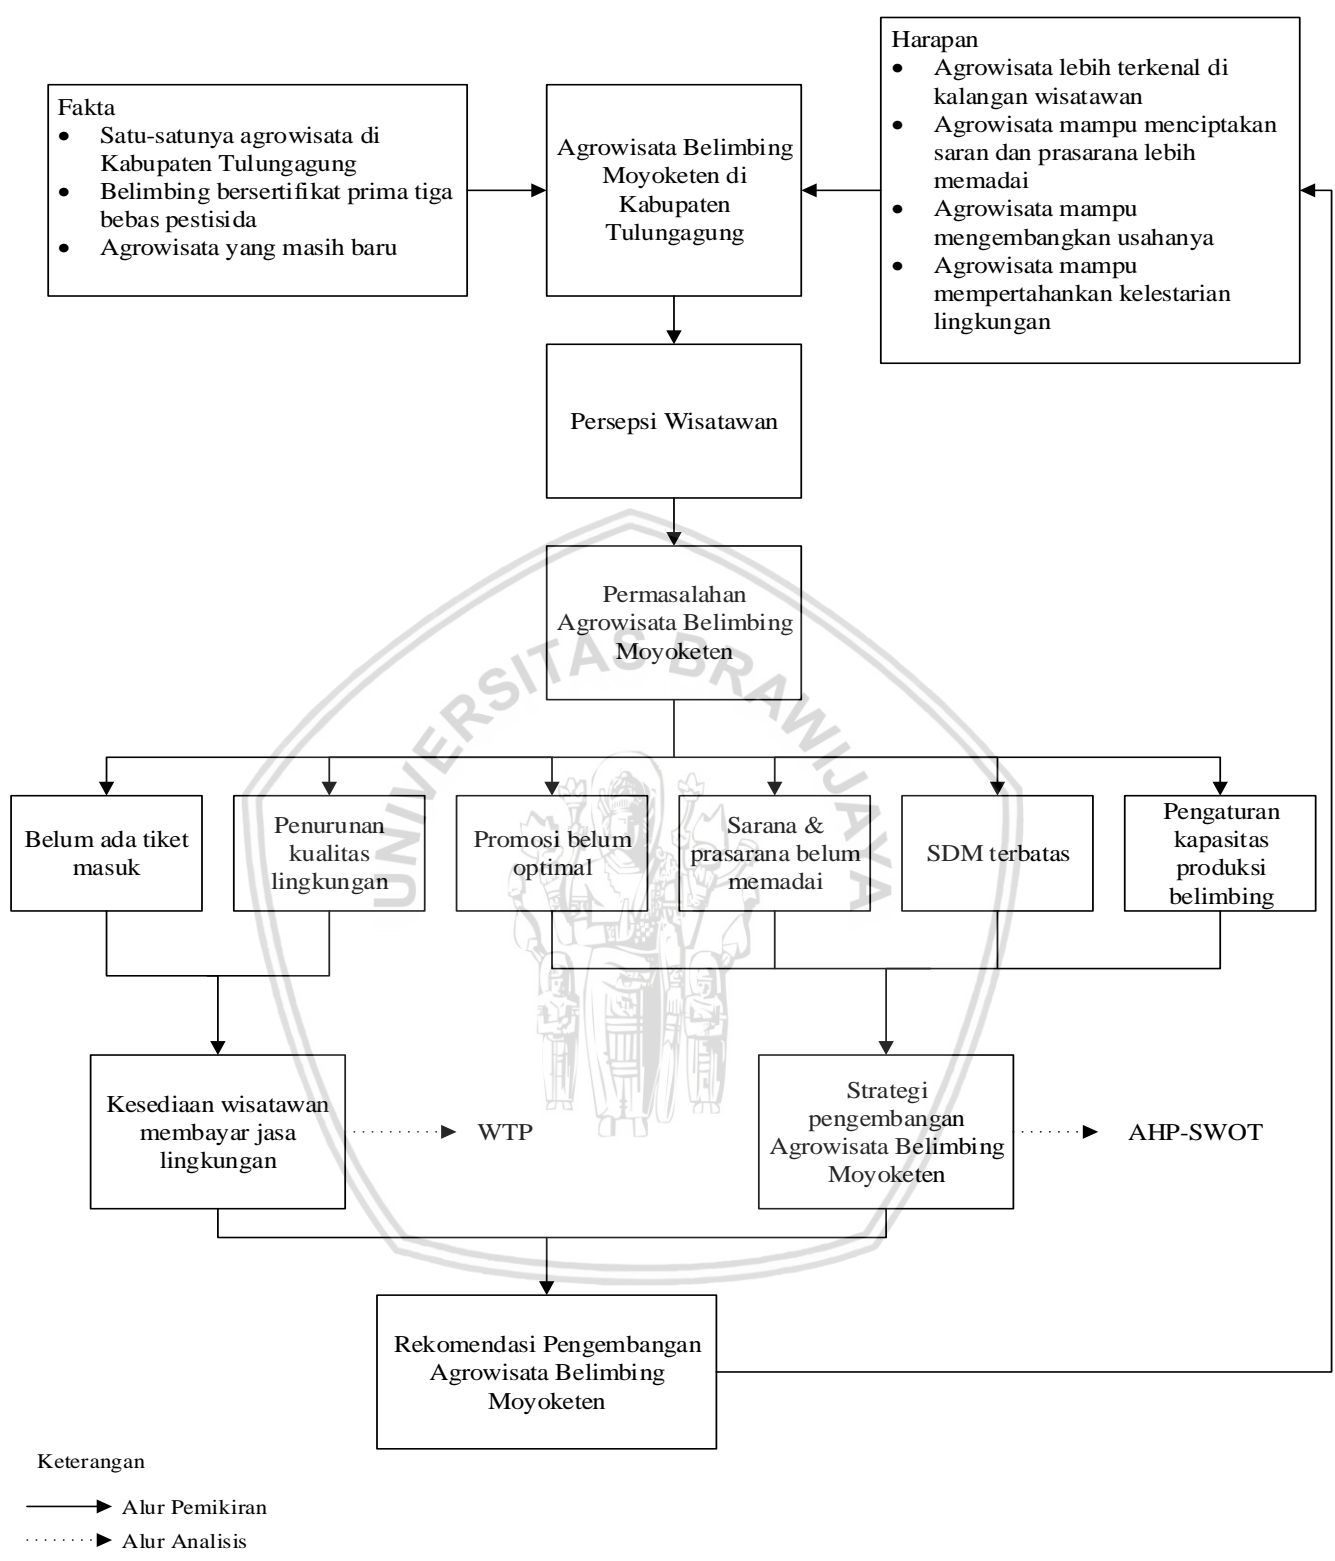 Fakta
• Satu-satunya agrowisata di
Kabupaten Tulungagung
• Belimbing bersertifikat prima tiga
bebas pestisida
• Agrowisata yang masih baru
Agrowisata Belimbing
Moyoketen di
Kabupaten
Tulungagung
Harapan
• Agrowisata lebih terkenal di
kalangan wisatawan
• Agrowisata mampu menciptakan
saran dan prasarana lebih
memadai
• Agrowisata mampu
mengembangkan usahanya
• Agrowisata mampu
mempertahankan kelestarian
lingkungan
Persepsi Wisatawan
Permasalahan
Agrowisata Belimbing
Moyoketen
UNIVERSITAS BRAWIJAYA
Belum ada tiket
masuk
Penurunan
kualitas
lingkungan
Promosi belum
optimal
Sarana &
prasarana belum
memadai
SDM terbatas
Pengaturan
kapasitas
produksi
belimbing
Kesediaan wisatawan
membayar jasa
lingkungan
WTP
Strategi
pengembangan
Agrowisata Belimbing
Moyoketen
AHP-SWOT
Rekomendasi Pengembangan
Agrowisata Belimbing
Moyoketen
Keterangan
Alur Pemikiran
Alur Analisis